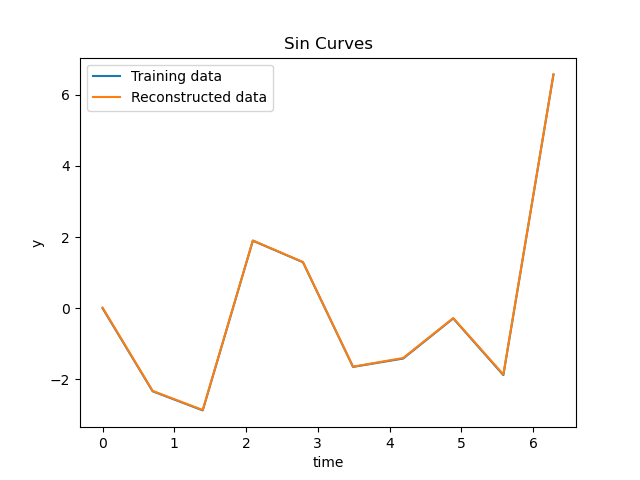 Sin Curves
Training data
Reconstructed data
6
4
2
0
−2
y
0 1 2 3 4 5 6
time